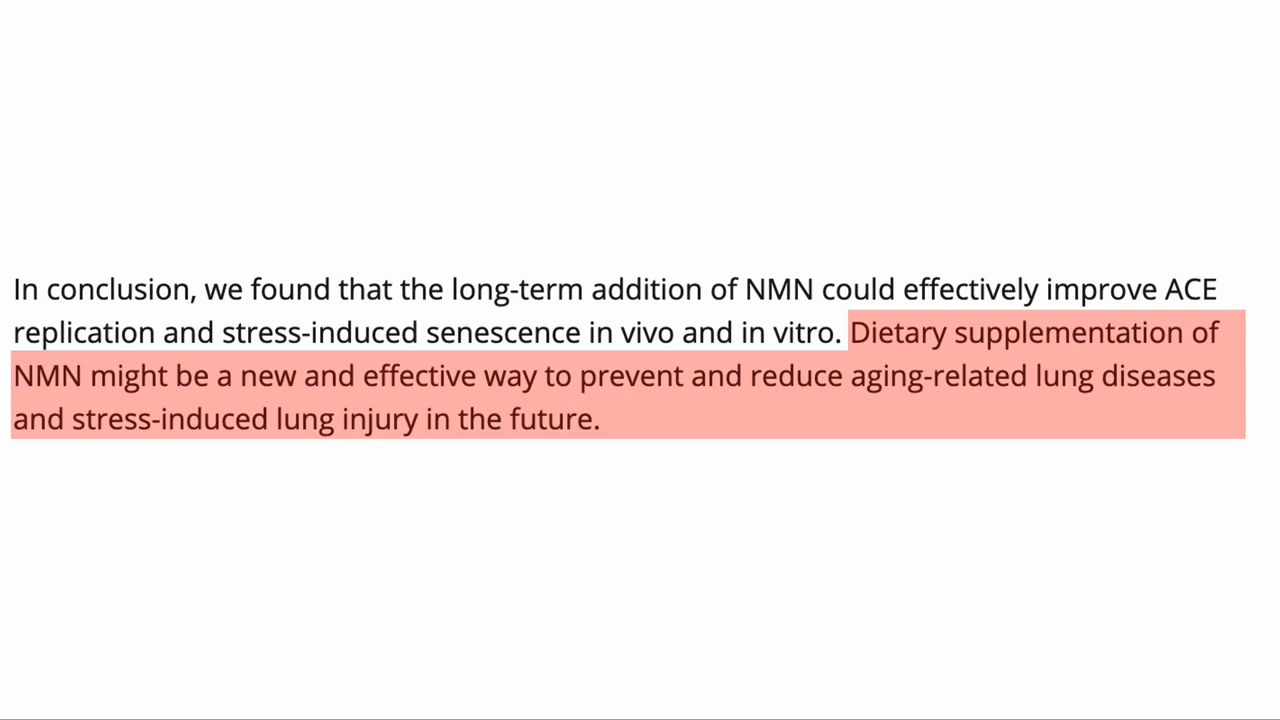 In conclusion, we found that the long-term addition of NMN could effectively improve ACE
replication and stress-induced senescence in vivo and in vitro. Dietary supplementation of
NMN might be a new and effective way to prevent and reduce aging-related lung diseases
and stress-induced lung injury in the future.